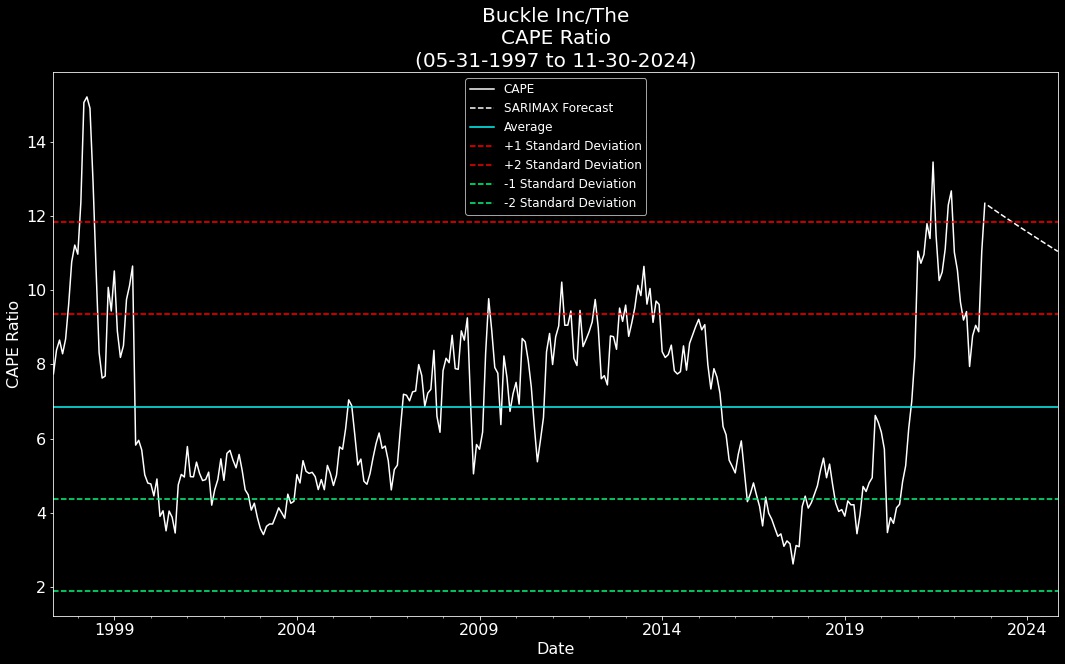 Buckle Inc/The
CAPE Ratio
(05-31-1997 to 11-30-2024)
CAPE
SARIMAX Forecast
Average
+1 Standard Deviation
+2 Standard Deviation
-1 Standard Deviation
-2 Standard Deviation
CAPE Ratio
14
12
10
8
6
4
2
1999
2004
2009
2014
2019
2024
Date